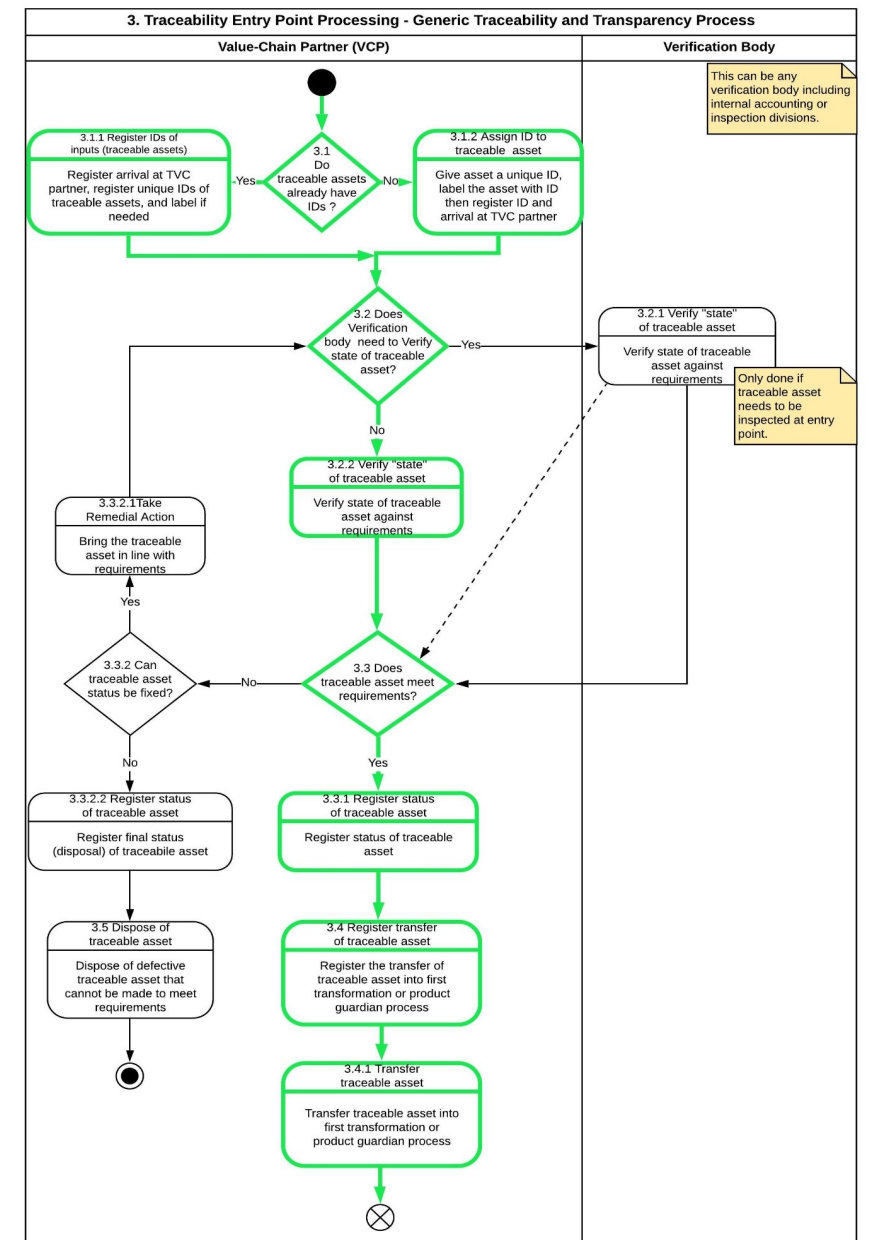 3. Traceability Entry Point Processing - Generic Traceability and Transparency Process
Value-Chain Partner (VCP)
Verification Body
This can be any
verification body including
internal accounting or
inspection divisions.
3.1.1 Register IDs of
inputs (traceable assets)
Register arrival at TVC
partner, register unique IDs of
traceable assets, and label if
needed
Yes
3.1
Do
traceable assets
already have
IDs ?
No
3.1.2 Assign ID to
traceable asset
Give asset a unique ID,
label the asset with ID
then register ID and
arrival at TVC partner
3.2 Does
Verification
body need to Verify
state of traceable
asset?
Yes
3.2.1 Verify "state"
of traceable asset
Verify state of traceable
asset against
requirements
Only done if
traceable asset
needs to be
inspected at entry
point.
No
3.2.2 Verify "state"
of traceable asset
Verify state of traceable
asset against
requirements
3.3.2.1Take
Remedial Action
Bring the traceable
asset in line with
requirements
Yes
3.3.2 Can
traceable asset
status be fixed?
No
3.3 Does
traceable asset meet
requirements?
No
Yes
3.3.2.2 Register status
of traceable asset
Register final status
(disposal) of traceabile asset
3.3.1 Register status
of traceable asset
Register status of traceable
asset
3.5 Dispose of
traceable asset
Dispose of defective
traceable asset that
cannot be made to meet
requirements
3.4 Register transfer
of traceable asset
Register the transfer of
traceable asset into first
transformation or product
guardian process
3.4.1 Transfer
traceable asset
Transfer traceable asset into
first transformation or
product guardian process